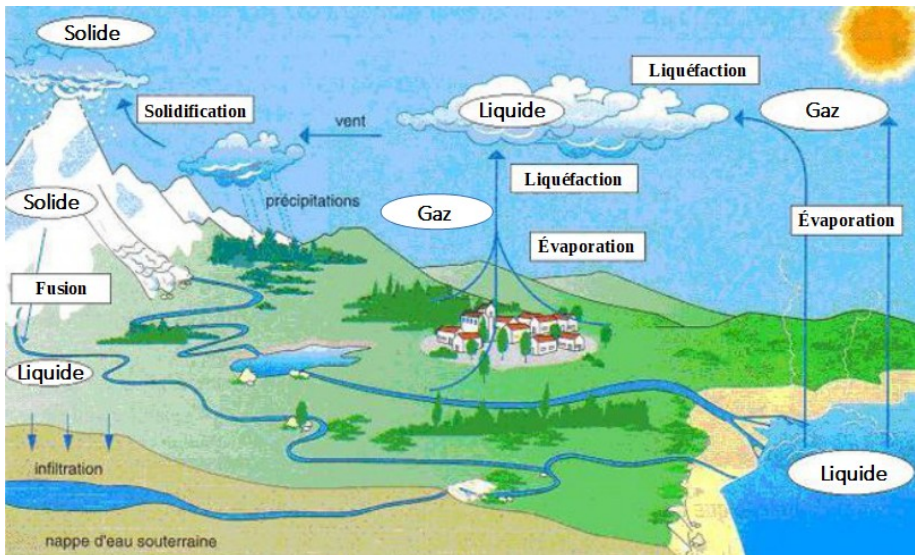 Solide
Liquéfaction
Solidification
Liquide
Gaz
vent
Liquéfaction
précipitations
Solide
Gaz
Évaporation
Évaporation
Fusion
Liquide
infiltration
Liquide
nappe d'eau souterraine